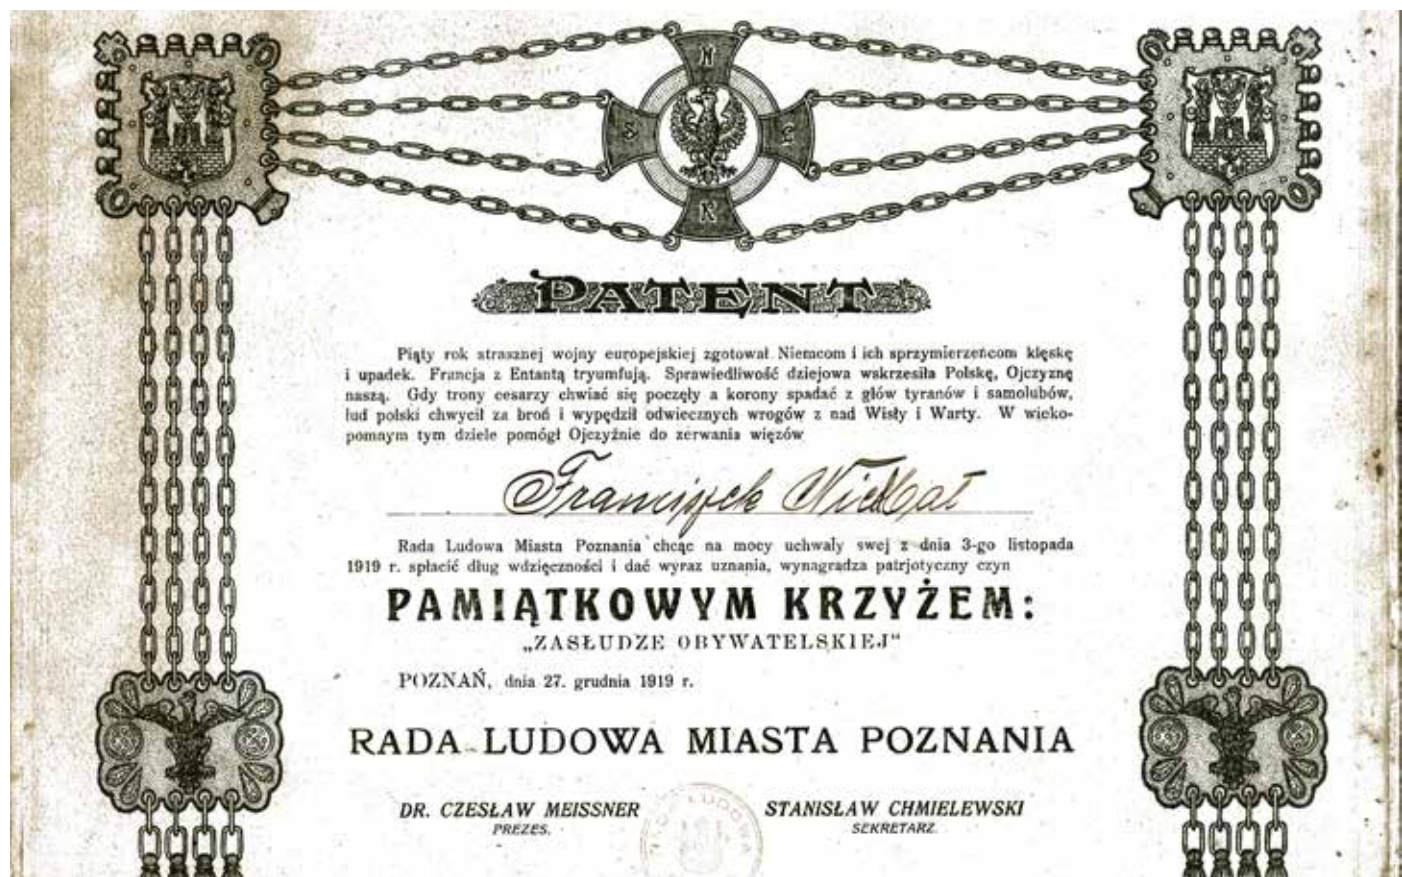 N
S C
K
PATENT
Piąty rok strasznej wojny europejskiej zgotował Niemcom i ich sprzymierzeńcom klęskę
i upadek. Francja z Ententą tryumfują. Sprawiedliwość dziejowa wskrzesiła Polskę, Ojczyznę
naszą. Gdy trony cesarzy chwiać się poczęły a korony spadać z głów tyranów i samolubów,
lud polski chwycił za broń i wypędził odwiecznych wrogów z nad Wisły i Warty. W wieko-
pomnym tym dziele pomógł Ojczyźnie do zerwania więzów
Franciszek
Rada Ludowa Miasta Poznania chcąc na mocy uchwały swej z dnia 3-go listopada
1919 r. spłacić dług wdzięczności i dać wyraz uznania, wynagradza patrjotyczny czyn
PAMIĄTKOWYM KRZYŻEM:
„ZASŁUDZE OBYWATELSKIEJ"
POZNAŃ, dnia 27. grudnia 1919 r.
RADA LUDOWA MIASTA POZNANIA
DR. CZESŁAW MEISSNER STANISŁAW CHMIELEWSKI
PREZES. SEKRETARZ.
LUDOWA